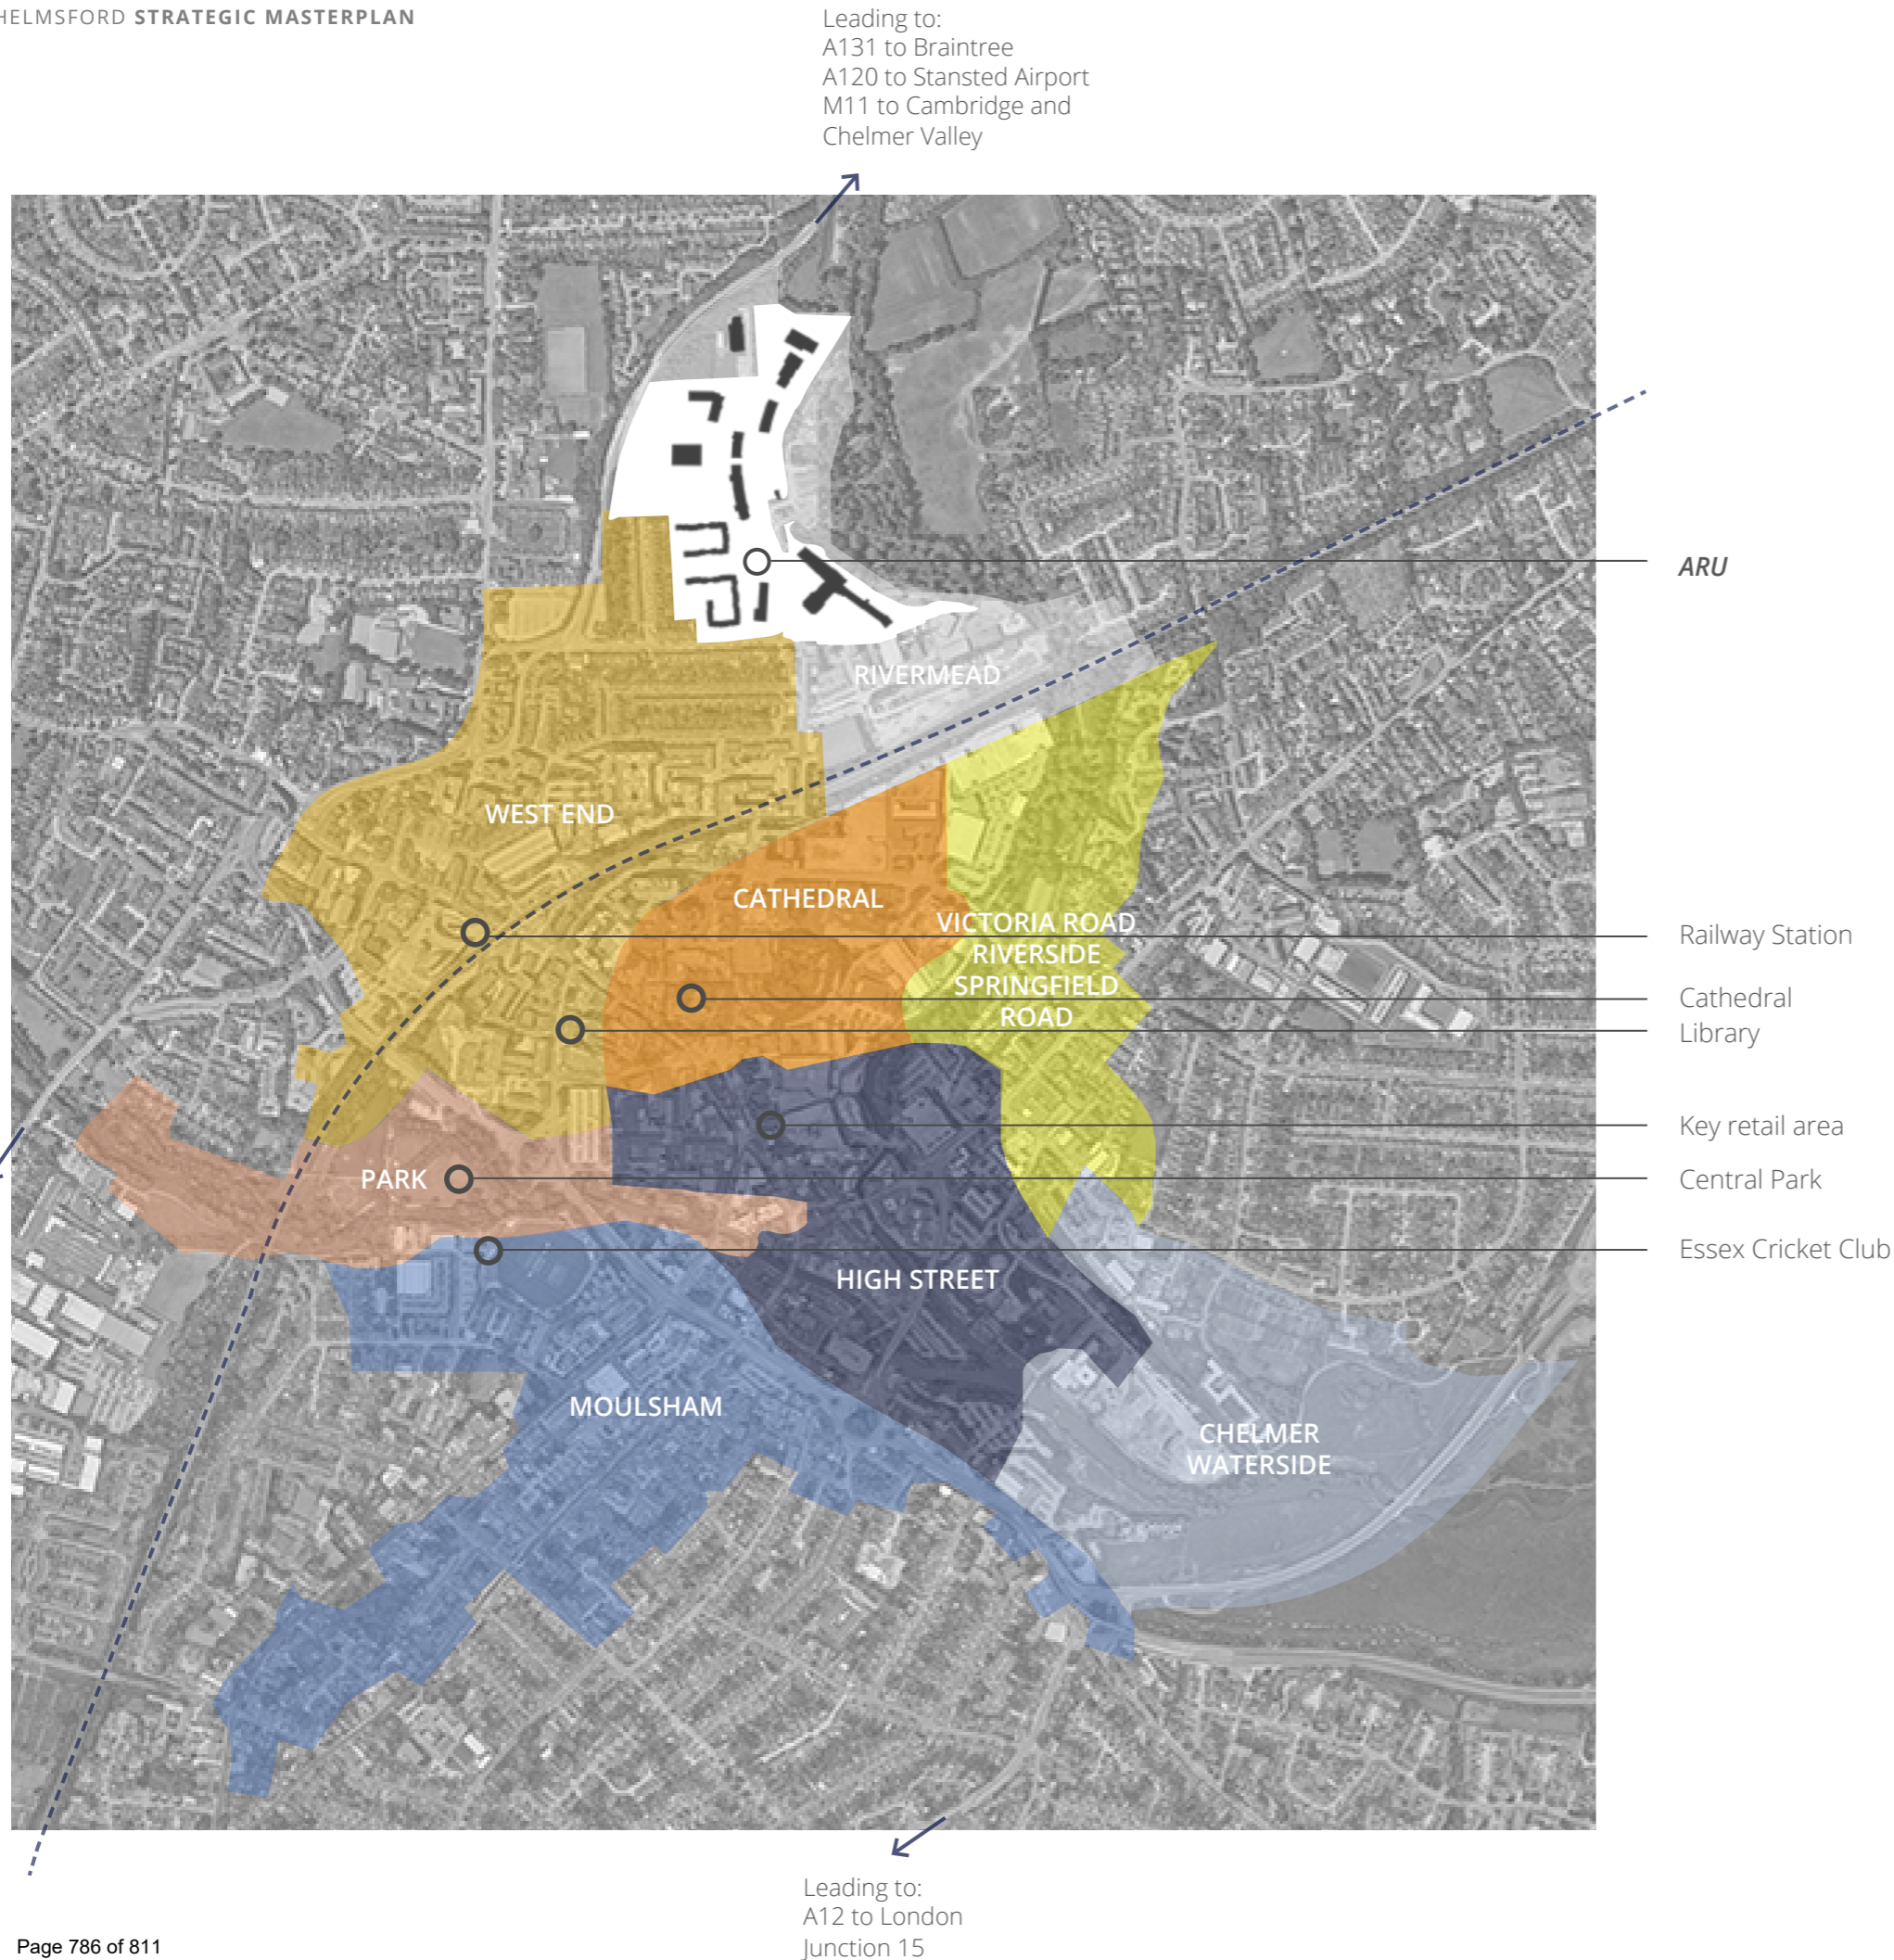 HELMSFORD STRATEGIC MASTERPLAN
Leading to:
A131 to Braintree
A120 to Stansted Airport
M11 to Cambridge and
Chelmer Valley
ARU
RIVERMEAD
WEST END
CATHEDRAL
VICTORIA ROAD
RIVERSIDE
SPRINGFIELD
ROAD
Railway Station
Cathedral
Library
Key retail area
PARK
Central Park
Essex Cricket Club
HIGH STREET
MOULSHAM
CHELMER
WATERSIDE
Leading to:
A12 to London
Junction 15
Page 786 of 811